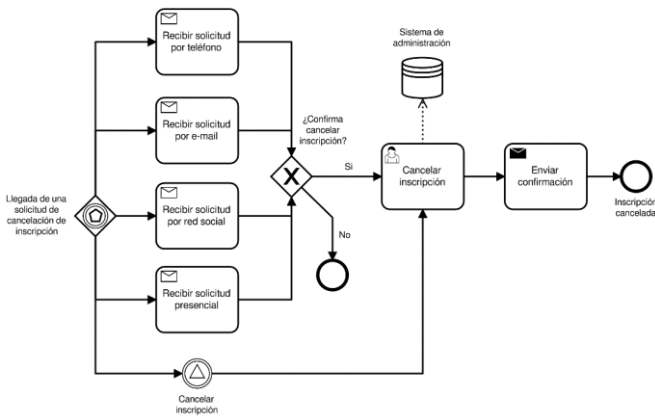 Recibir solicitud
por teléfono
Sistema de
administración
Recibir solicitud
por e-mail
¿Confirma
cancelar
inscripción?
Llegada de una
solicitud de
cancelación de
inscripción
X
Si
Cancelar
inscripción
Enviar
confirmación
Inscripción
cancelada
Recibir solicitud
por red social
No
Recibir solicitud
presencial
Cancelar
inscripción